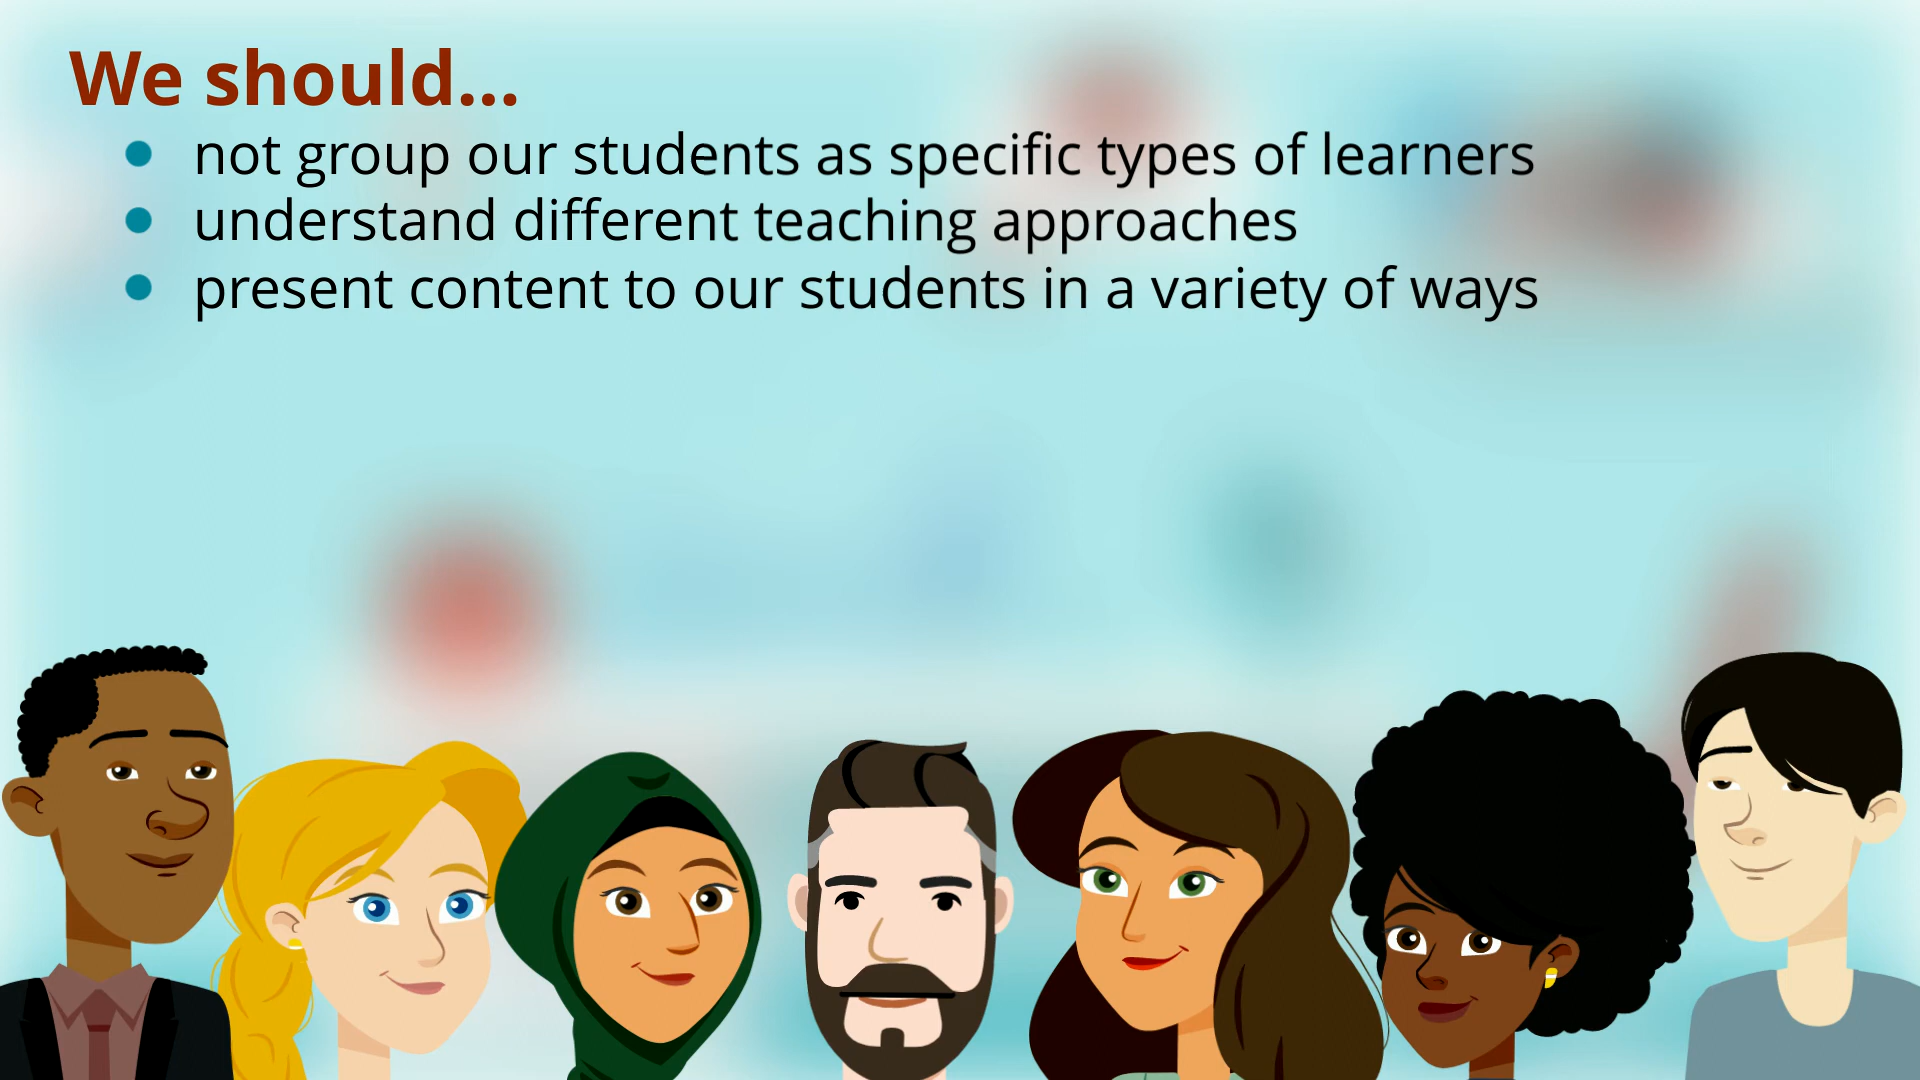 We should...
● not group our students as specific types of learners
● understand different teaching approaches
● present content to our students in a variety of ways